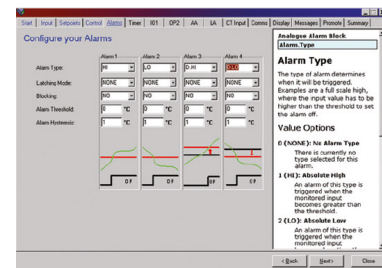 Start Input Setpoints Control Alarms Timer IO1 OP2 AA LA CT Input Comms Display Messages Promote Summary
Configure your Alarms
Alarm 1 Alarm 2 Alarm 3 Alarm 4
Alarm Type: HI LO D.HI D.LO
Latching Mode: NONE NONE NONE NONE
Blocking: NO NO NO NO
Alarm Threshold: 0 °C 0 °C 0 °C 0 °C
Alarm Hysteresis: 1 °C 1 °C 1 °C 1 °C
OP OP OP OP
Analogue Alarm Block
Alarm.Type
Alarm Type
The type of alarm determines
when it will be triggered.
Examples are a full scale high,
where the input value has to be
higher than the threshold to set
the alarm off.
Value Options
0 (NONE): No Alarm Type
There is currently no
type selected for this
alarm.
1 (HI): Absolute High
An alarm of this type is
triggered when the
monitored input
becomes greater than
the threshold.
2 (LO): Absolute Low
An alarm of this type is
triggered when the
monitored input
< Back Next > Close